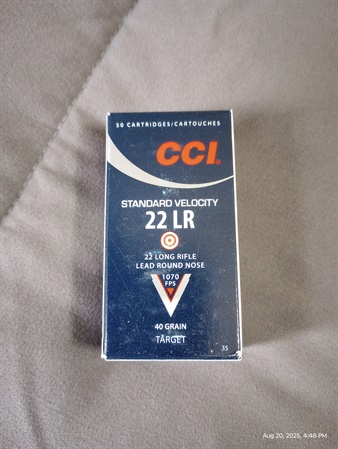 50 CARTRIDGES/CARTOUCHES
CCI
STANDARD VELOCITY
22 LR
22 LONG RIFLE
LEAD ROUND NOSE
1070
FPS
40 GRAIN
TARGET
35
Aug 20, 2025, 4:48 PM